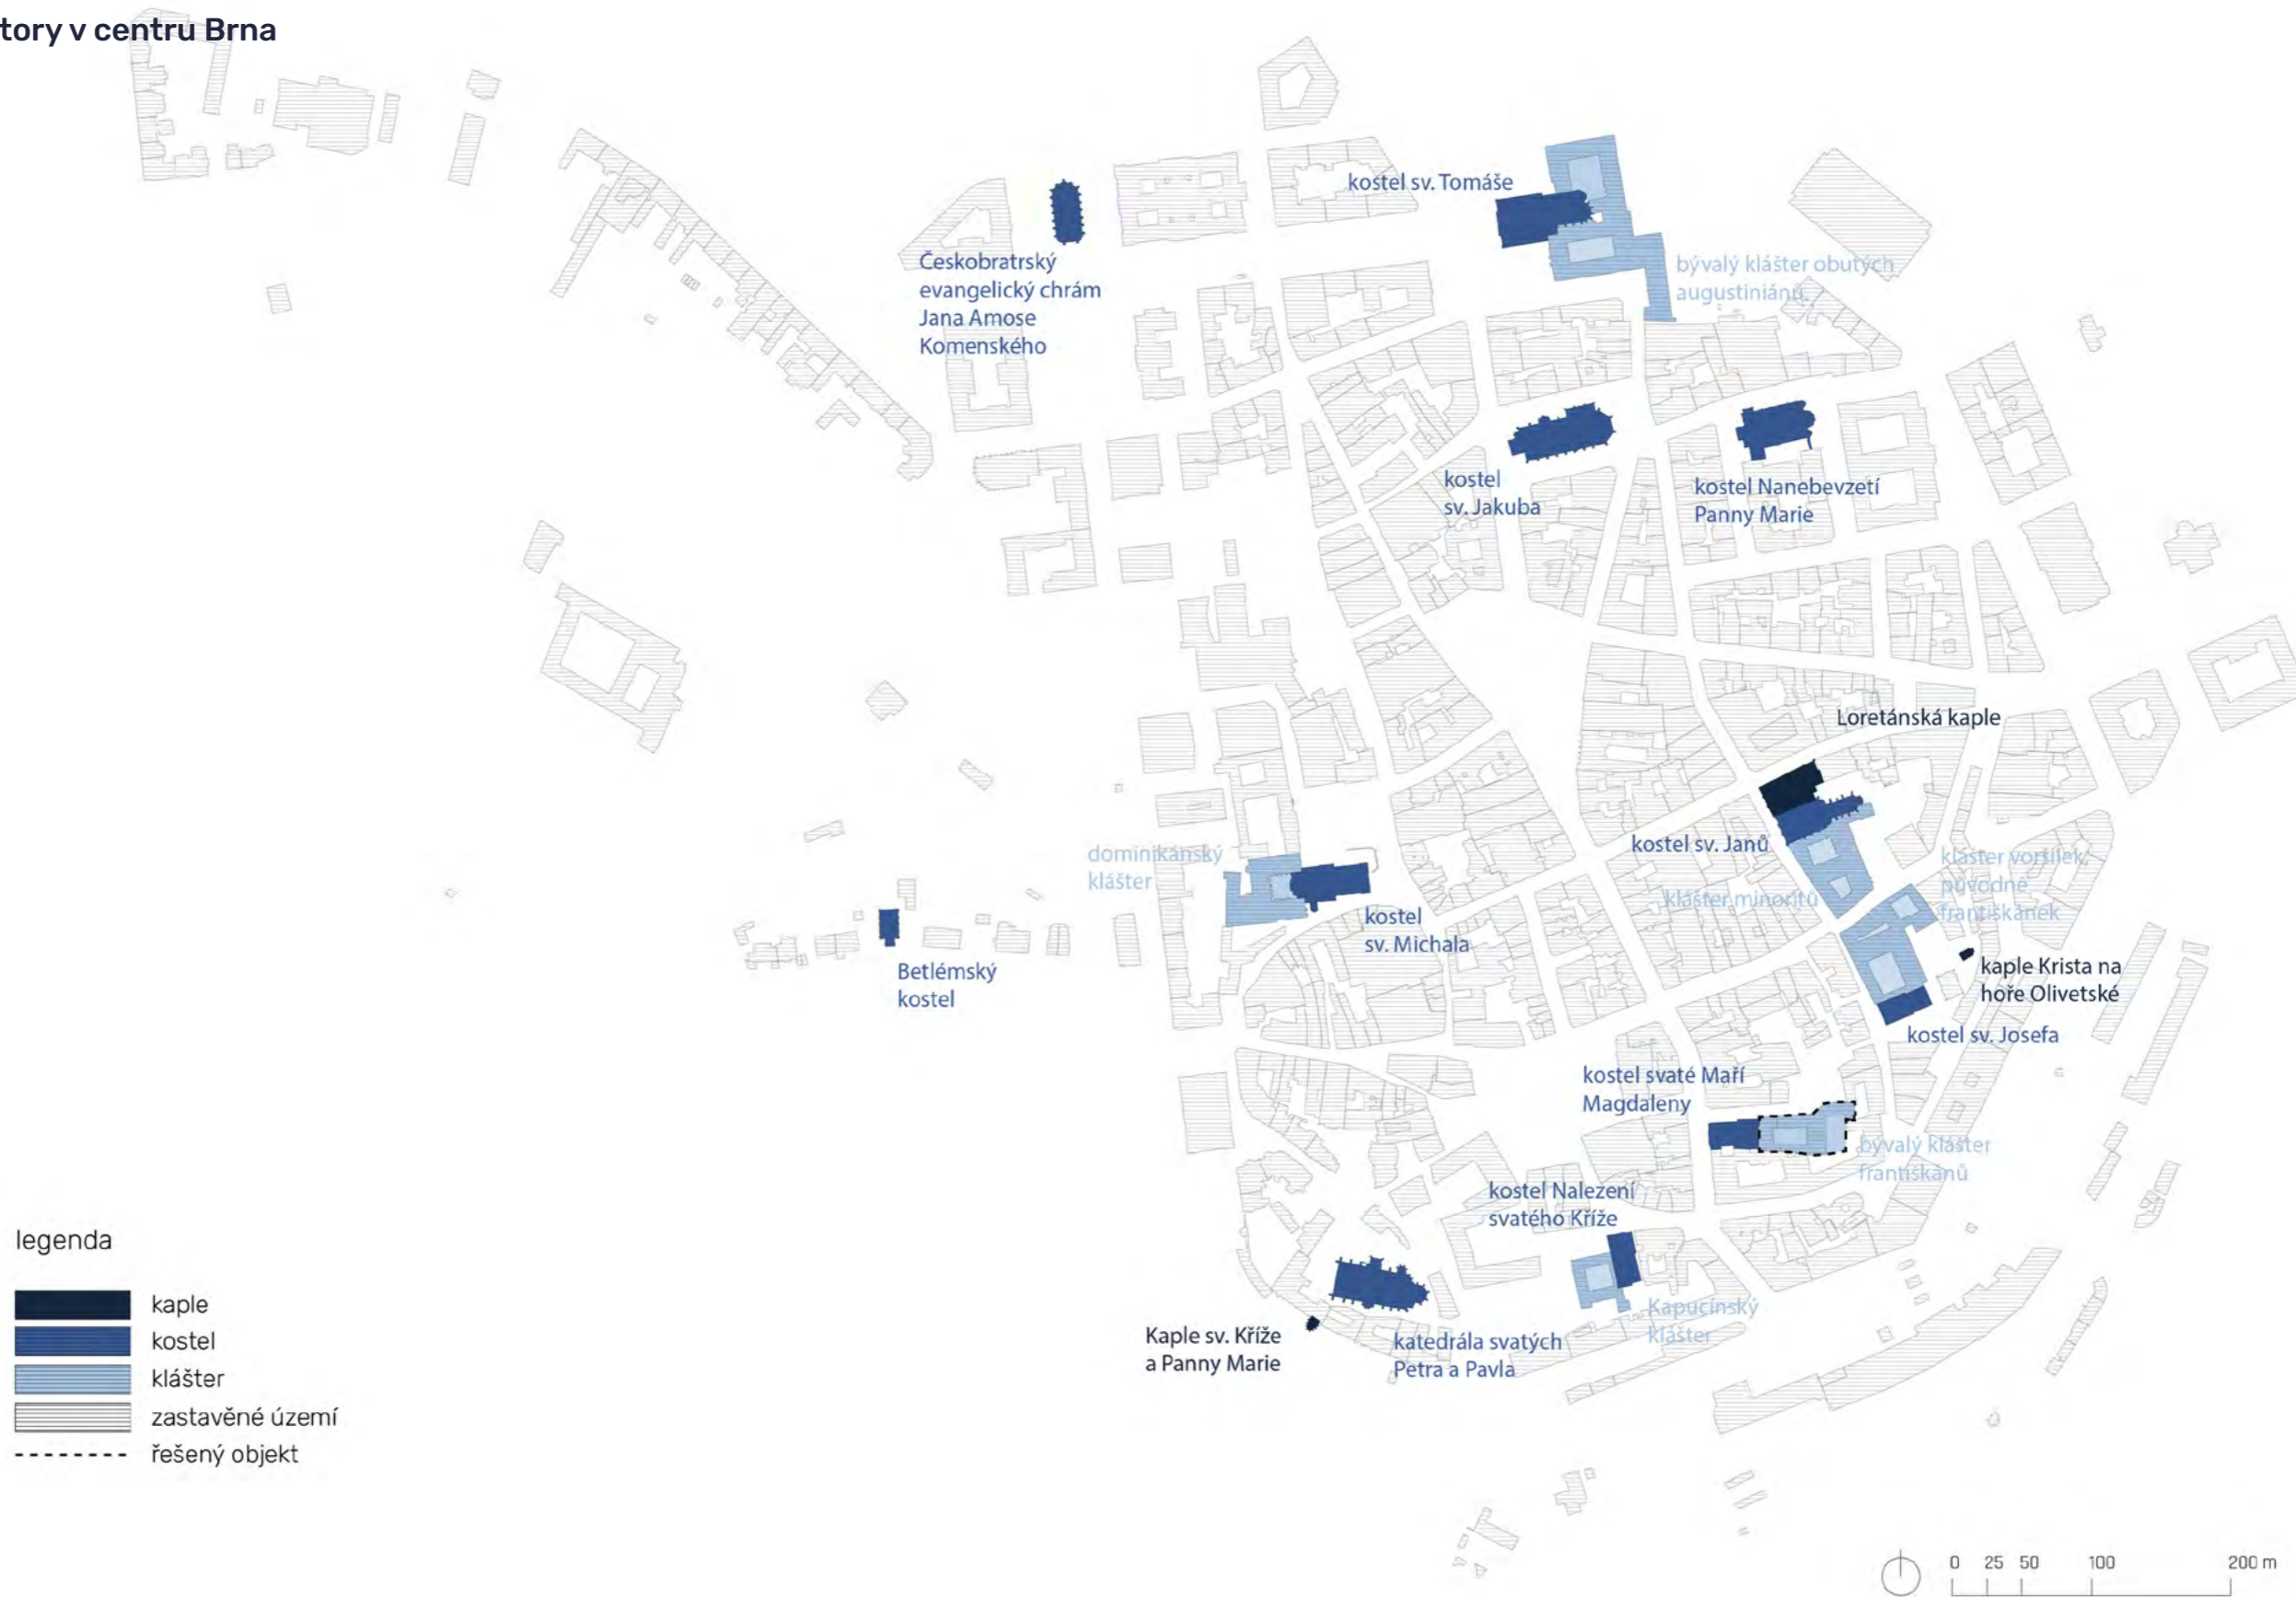 tory v centru Brna
kostel sv. Tomáše
Českobratrský
evangelický chrám
Jana Amose
Komenského
bývalý klášter obutých
augustiniánů
kostel
sv. Jakuba
kostel Nanebevzetí
Panny Marie
Loretánská kaple
kostel sv. Janů
klášter minoritů
klášter voršilek,
původně
františkánek
dominikánský
klášter
kostel
sv. Michala
Betlémský
kostel
kaple Krista na
hoře Olivetské
kostel sv. Josefa
kostel svaté Maří
Magdaleny
bývalý klášter
františkánů
kostel Nalezení
svatého Kříže
Kapucínský
klášter
Kaple sv. Kříže
a Panny Marie
katedrála svatých
Petra a Pavla
legenda
kaple
kostel
klášter
zastavěné území
řešený objekt
0 25 50 100 200 m